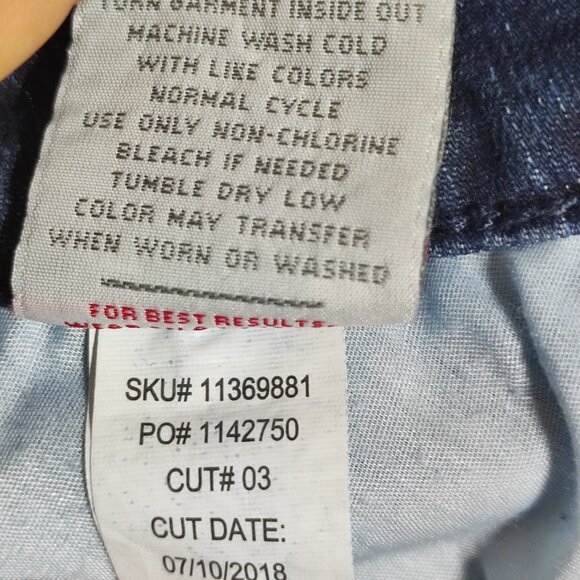 TURN GARMENT INSIDE OUT
MACHINE WASH COLD
WITH LIKE COLORS
NORMAL CYCLE
USE ONLY NON-CHLORINE
BLEACH IF NEEDED
TUMBLE DRY LOW
COLOR MAY TRANSFER
WHEN WORN OR WASHED
FOR BEST RESULTS
SKU# 11369881
PO# 1142750
CUT# 03
CUT DATE:
07/10/2018